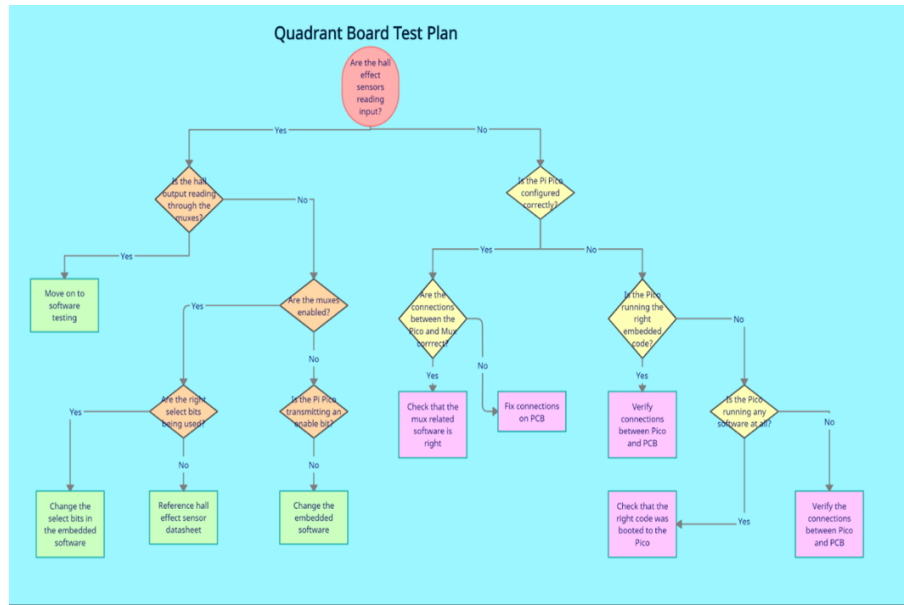 Quadrant Board Test Plan
Are the hall
effect
sensors
reading
input?
Yes
No
Is the hall
output reading
through the
muxes?
No
Is the Pi Pico
configured
correctly?
Yes
Yes
No
Move on to
software
testing
Are the muxes
enabled?
Yes
Are the
connections
between the
Pico and Mux
corrrect?
Is the Pico
running the
right
embedded
code?
No
No
No
Yes
Yes
Are the right
select bits
being used?
Is the Pi Pico
transmitting an
enable bit?
Check that the
mux related
software is
right
Fix connections
on PCB
Verify
connections
between Pico
and PCB
Is the Pico
running any
software at all?
Yes
No
No
No
Change the
select bits in
the embedded
software
Reference hall
effect sensor
datasheet
Change the
embedded
software
Check that the
right code was
booted to the
Pico
Yes
Verify the
connections
between Pico
and PCB